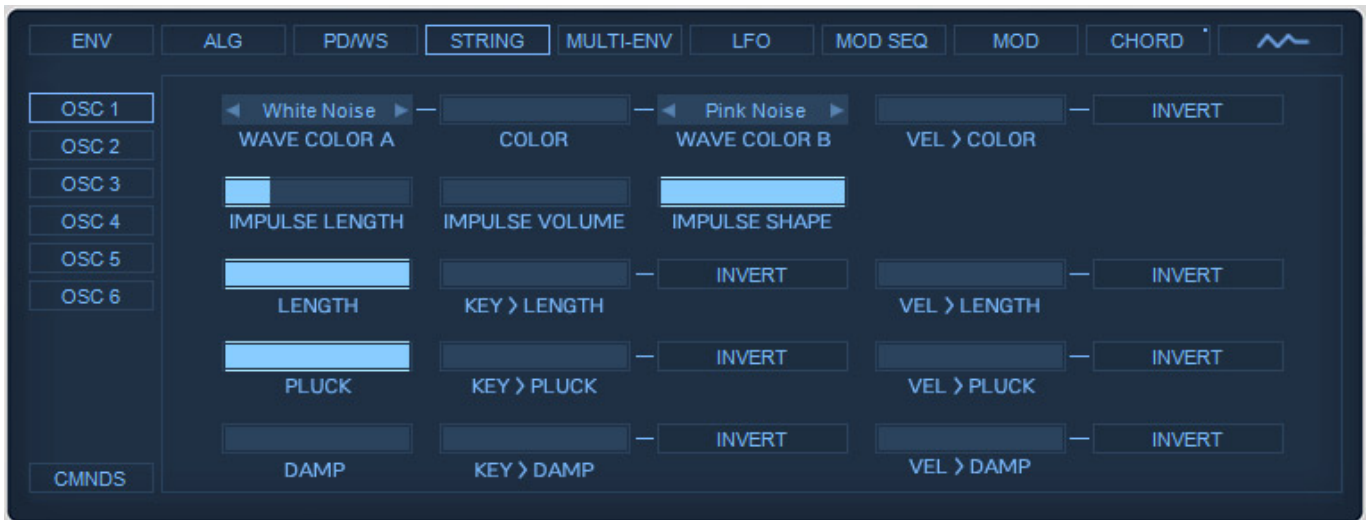 ENV ALG PD/WS STRING MULTI-ENV LFO MOD SEQ MOD CHORD
OSC 1
OSC 2
OSC 3
OSC 4
OSC 5
OSC 6
CMNDS
White Noise Pink Noise INVERT
WAVE COLOR A COLOR WAVE COLOR B VEL > COLOR
IMPULSE LENGTH IMPULSE VOLUME IMPULSE SHAPE
INVERT INVERT
LENGTH KEY > LENGTH VEL > LENGTH
INVERT INVERT
PLUCK KEY > PLUCK VEL > PLUCK
INVERT INVERT
DAMP KEY > DAMP VEL > DAMP